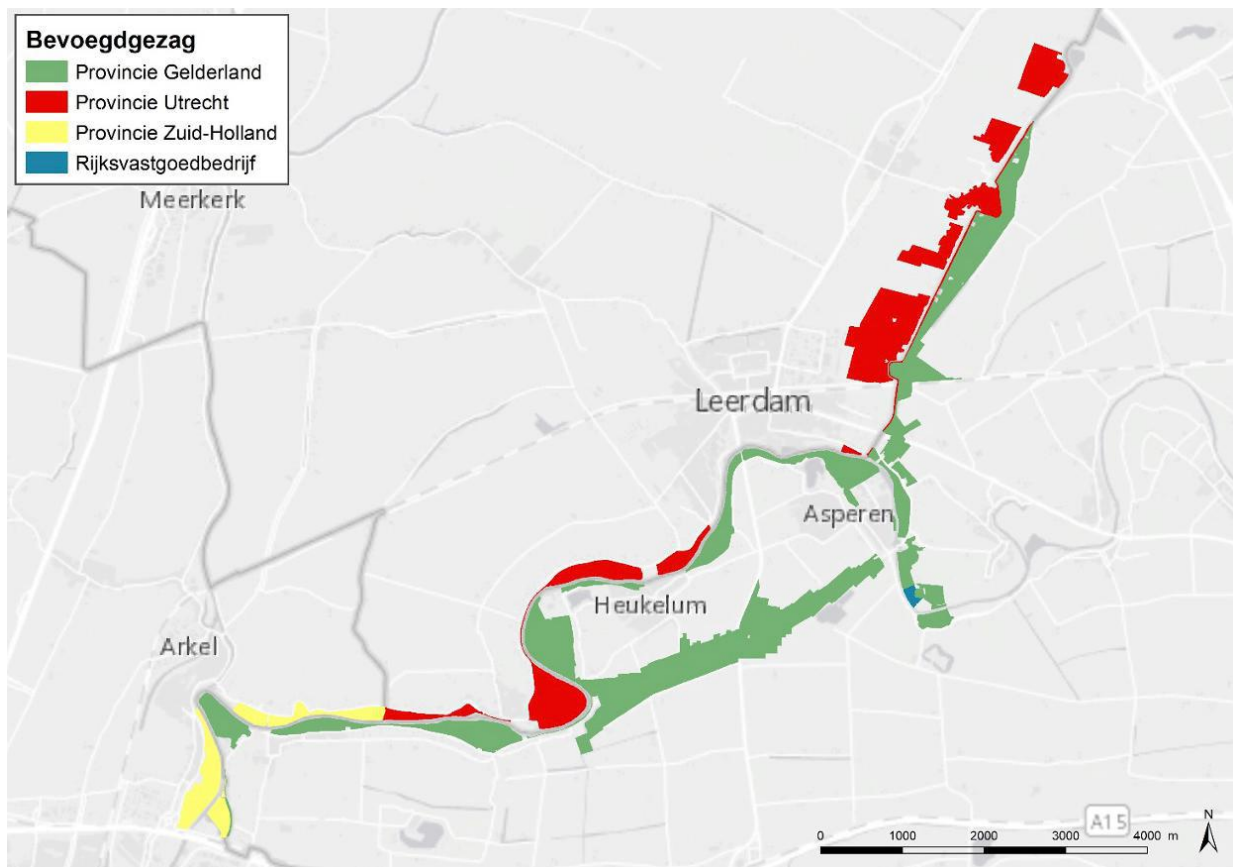 Bevoegdgezag
Provincie Gelderland
Provincie Utrecht
Provincie Zuid-Holland
Rijksvastgoedbedrijf
Meerkerk
Leerdam
Asperen
Heukelum
Arkel
A15
N
0 1000 2000 3000 4000 m